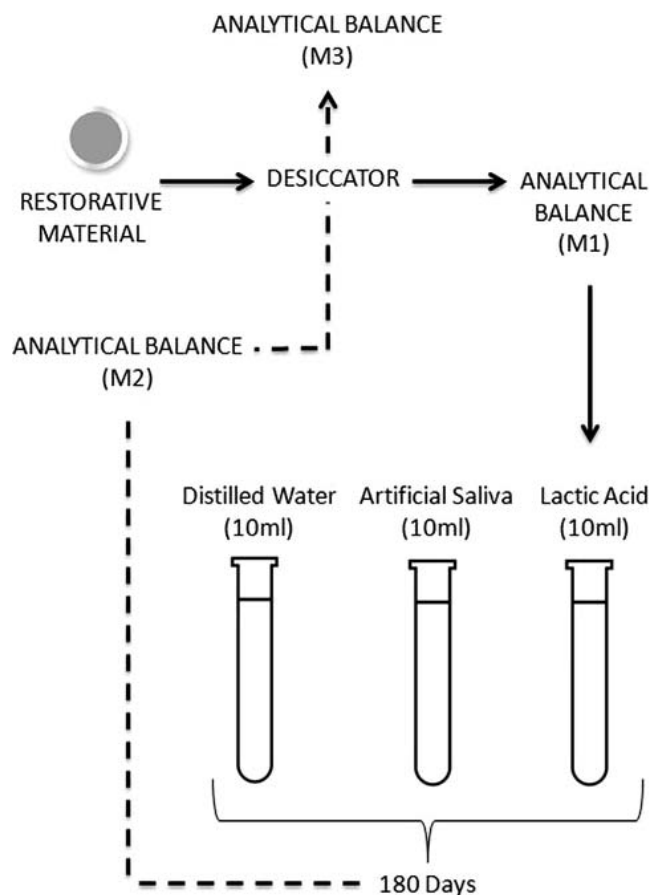 ANALYTICAL BALANCE
(M3)
RESTORATIVE
MATERIAL
DESICCATOR
ANALYTICAL
BALANCE
(M1)
ANALYTICAL BALANCE
(M2)
Distilled Water
(10ml)
Artificial Saliva
(10ml)
Lactic Acid
(10ml)
180 Days